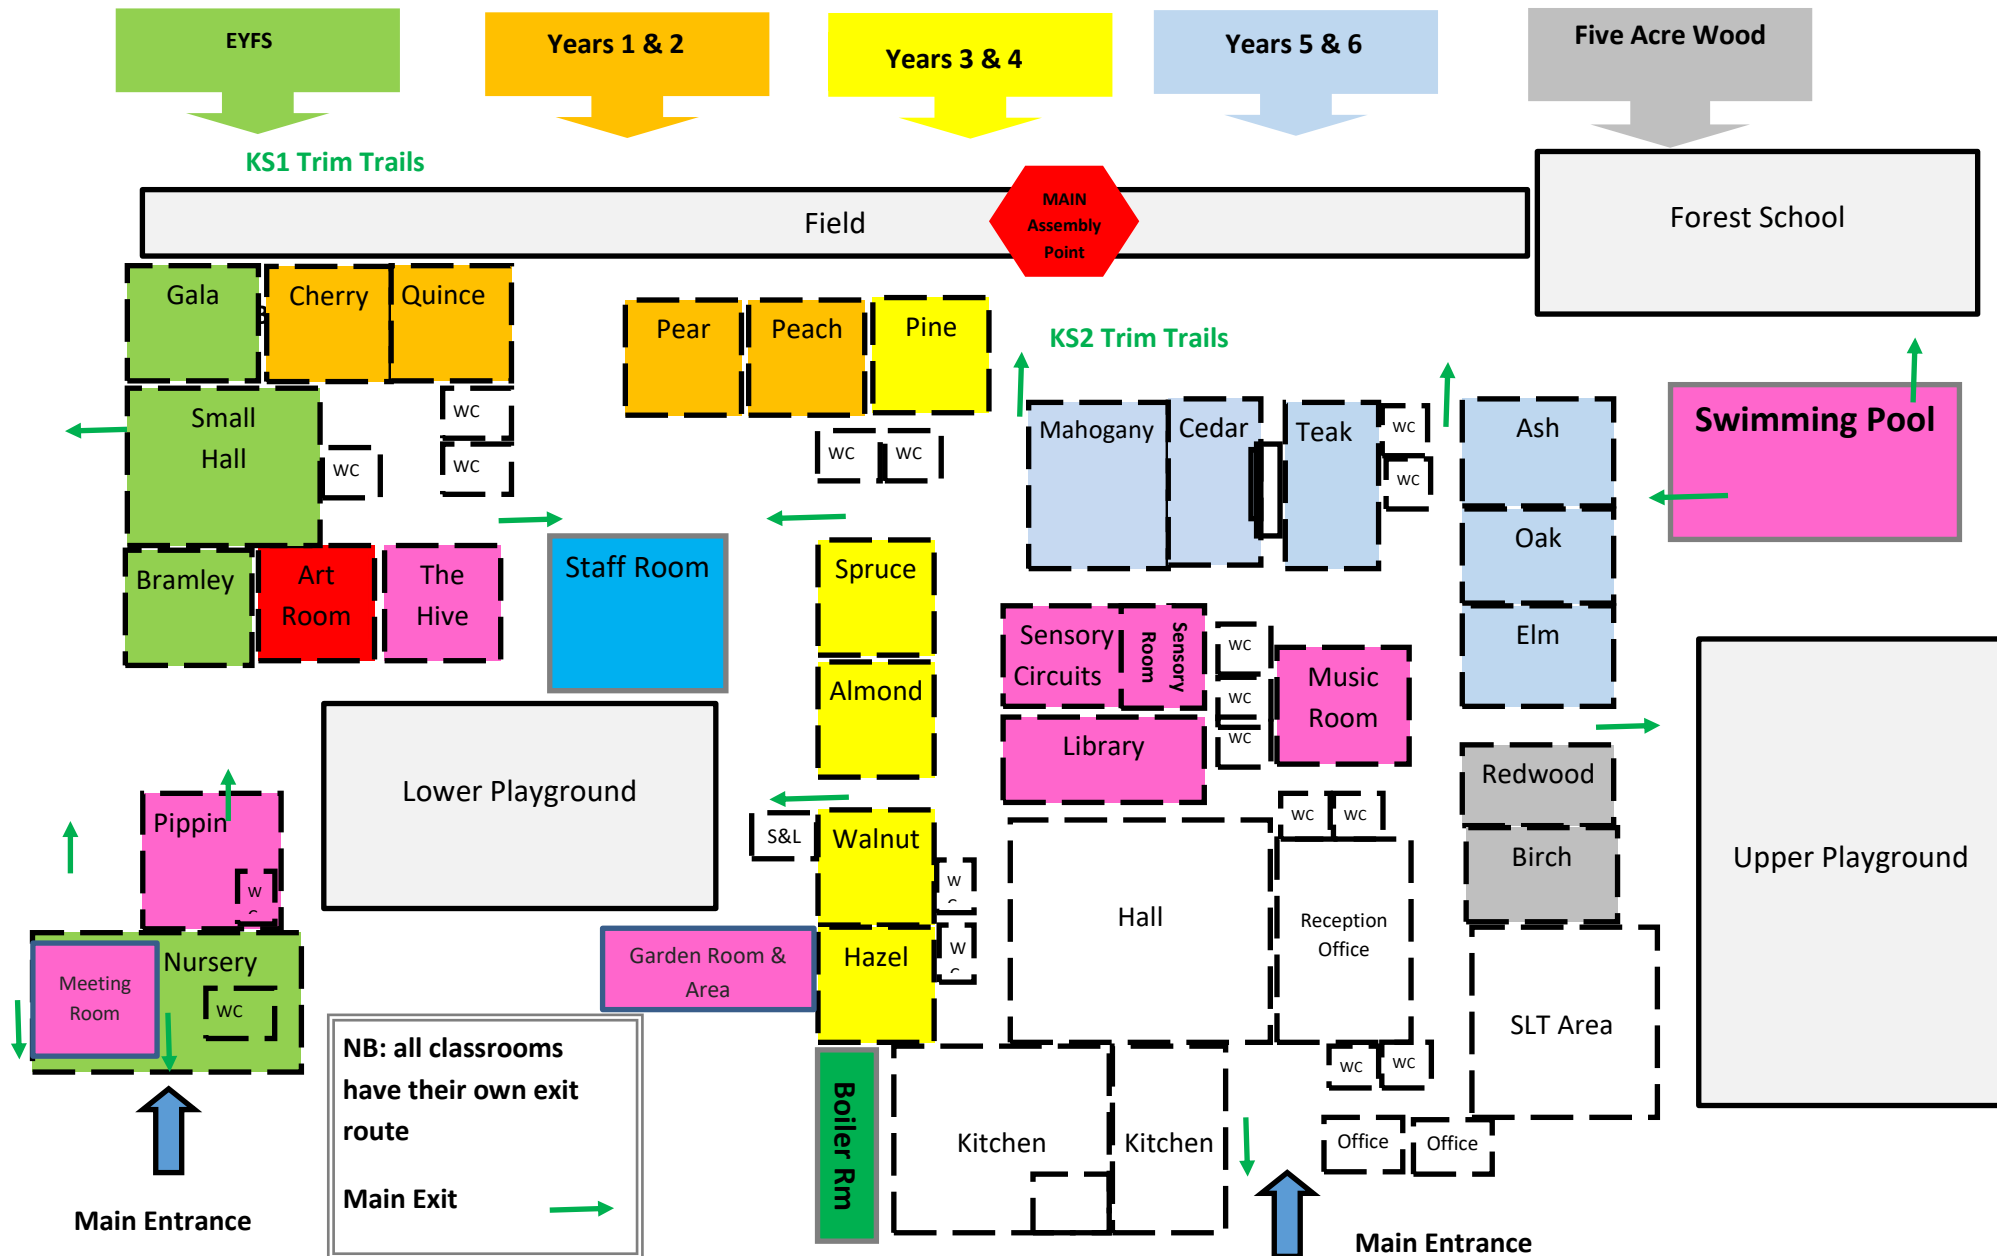 EYFS
Years 1 & 2
Years 3 & 4
Years 5 & 6
Five Acre Wood
KS1 Trim Trails
Field
MAIN
Assembly
Point
Forest School
Gala
Cherry
Quince
Pear
Peach
Pine
KS2 Trim Trails
Small
Hall
WC
WC
WC
WC
WC
Mahogany
Cedar
Teak
WC
WC
Ash
Swimming Pool
Oak
Bramley
Art
Room
The
Hive
Staff Room
Spruce
Elm
Sensory
Circuits
Sensory
Room
WC
WC
WC
Music
Room
Almond
Library
Lower Playground
Redwood
Pippin
W
S&L
Walnut
W
WC
WC
Birch
Upper Playground
Hall
Reception
Office
Nursery
Meeting
Room
WC
Garden Room &
Area
Hazel
W
SLT Area
NB: all classrooms
have their own exit
route
Main Exit
Boiler Rm
Kitchen
Kitchen
WC
WC
Office
Office
Main Entrance
Main Entrance